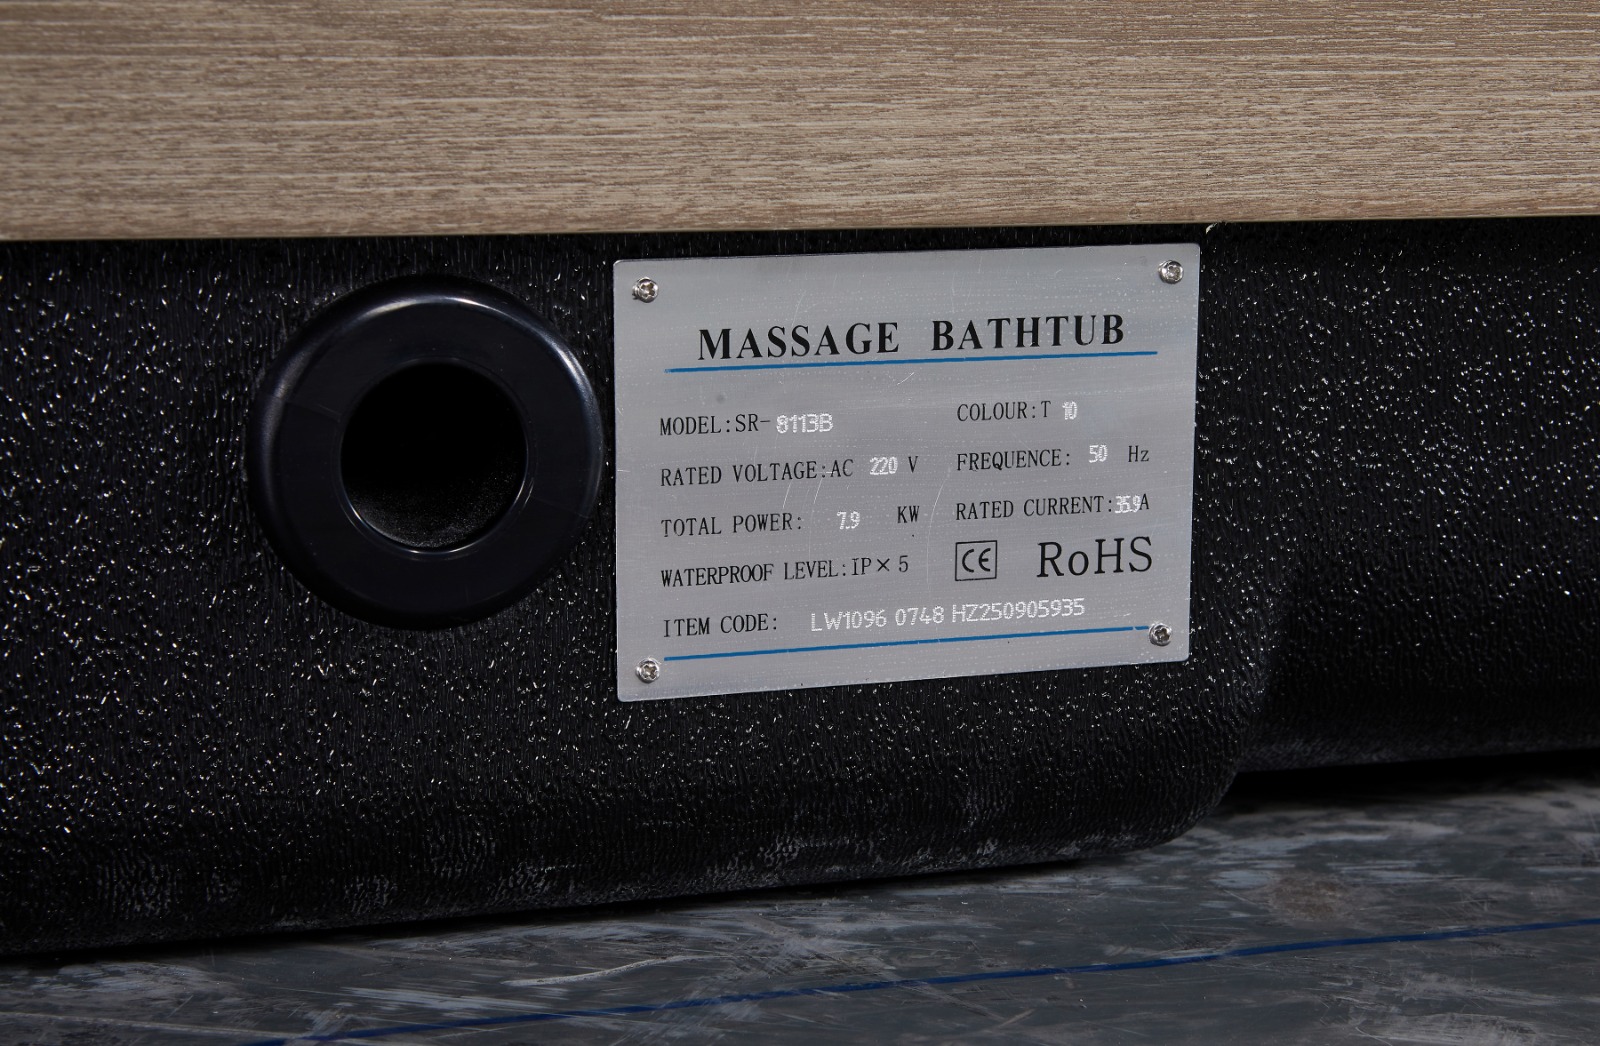 MASSAGE BATHTUB
MODEL:SR-8113B COLOUR:T 10
RATED VOLTAGE:AC 220 V FREQUENCE: 50 Hz
TOTAL POWER: 7.9 KW RATED CURRENT:35.9A
WATERPROOF LEVEL:IP×5 CE RoHS
ITEM CODE: LW1096 0748 HZ250905935